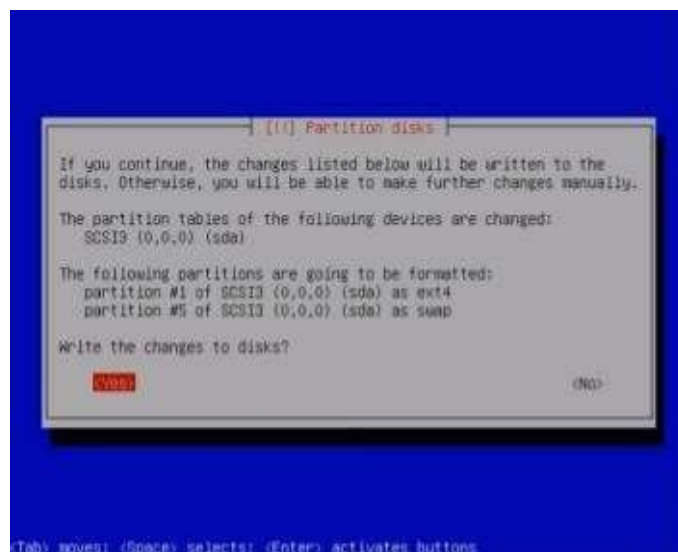 [!!] Partition disks
If you continue, the changes listed below will be written to the
disks. Otherwise, you will be able to make further changes manually.
The partition tables of the following devices are changed:
SCSI3 (0,0,0) (sda)
The following partitions are going to be formatted:
partition #1 of SCSI3 (0,0,0) (sda) as ext4
partition #5 of SCSI3 (0,0,0) (sda) as swap
Write the changes to disks?
<Yes> <No>
<Tab> moves; <Space> selects; <Enter> activates buttons